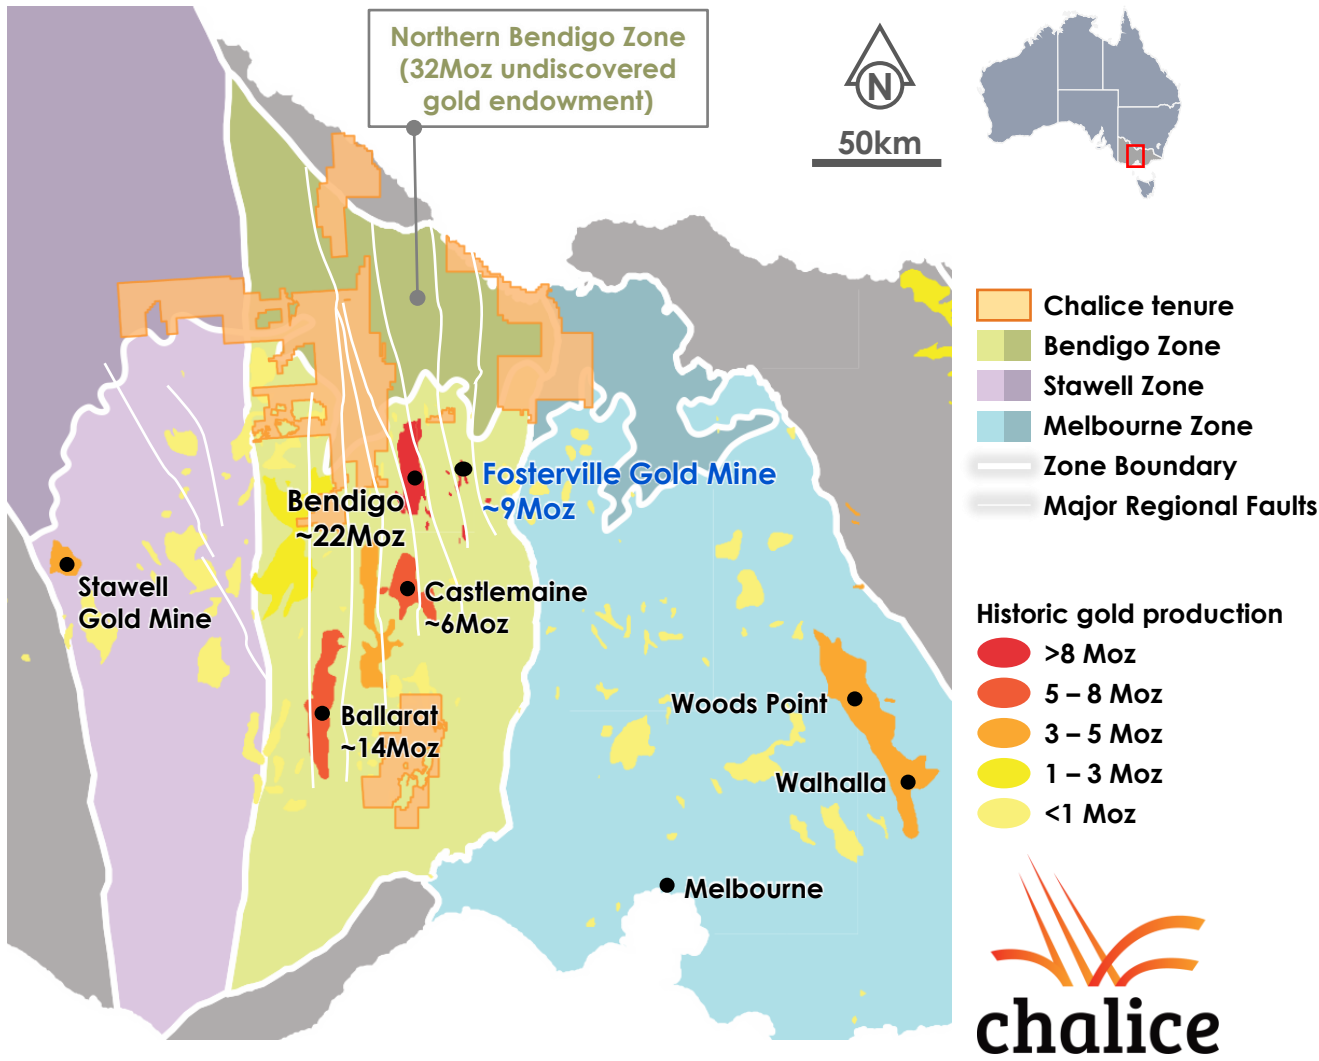 Northern Bendigo Zone
(32Moz undiscovered
gold endowment)
N
50km
Chalice tenure
Bendigo Zone
Stawell Zone
Melbourne Zone
Zone Boundary
Major Regional Faults
Fosterville Gold Mine
~9Moz
Bendigo
~22Moz
Stawell
Gold Mine
Castlemaine
~6Moz
Ballarat
~14Moz
Woods Point
Walhalla
Melbourne
Historic gold production
>8 Moz
5 – 8 Moz
3 – 5 Moz
1 – 3 Moz
<1 Moz
chalice